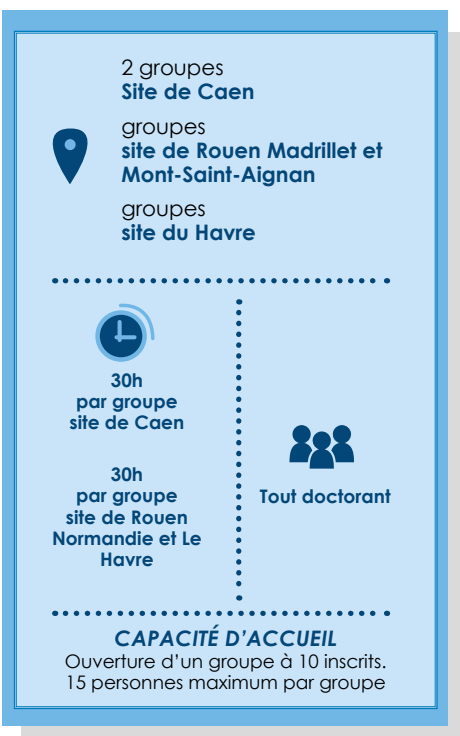 2 groupes
Site de Caen
groupes
site de Rouen Madrillet et
Mont-Saint-Aignan
groupes
site du Havre
30h
par groupe
site de Caen
30h
par groupe
site de Rouen
Normandie et Le
Havre
Tout doctorant
CAPACITÉ D’ACCUEIL
Ouverture d’un groupe à 10 inscrits.
15 personnes maximum par groupe